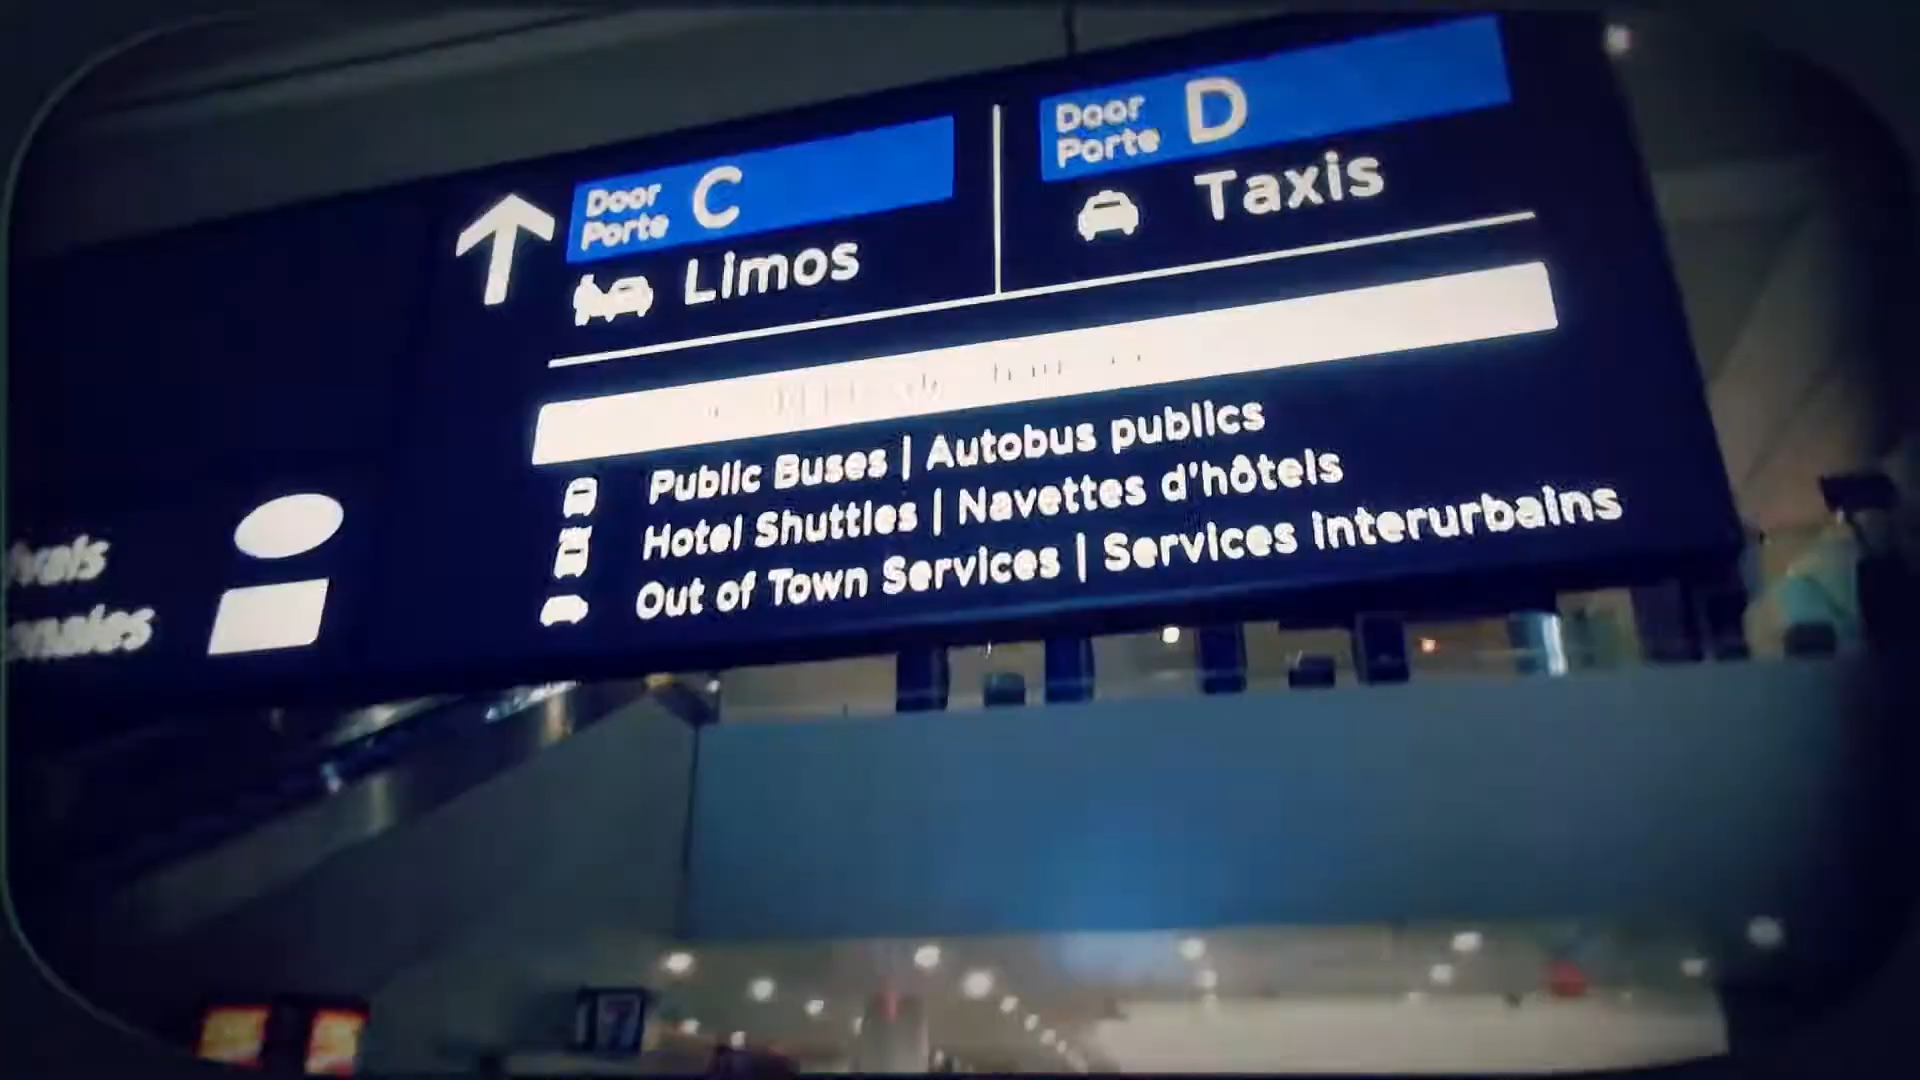 Door
Porte C
Limos
Door
Porte D
Taxis
Public Buses | Autobus publics
Hotel Shuttles | Navettes d'hôtels
Out of Town Services | Services interurbains